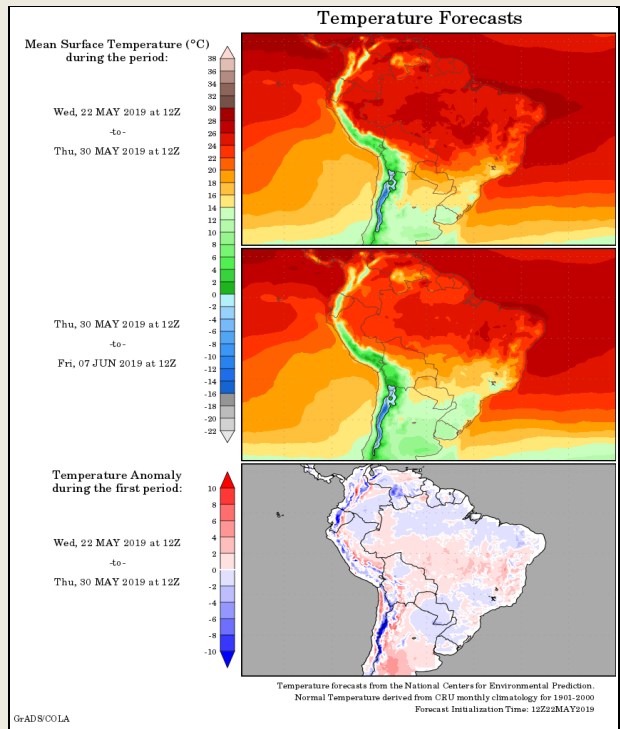 Temperature Forecasts
Mean Surface Temperature (°C)
during the period:
Wed, 22 MAY 2019 at 12Z
-to-
Thu, 30 MAY 2019 at 12Z
38
36
34
32
30
28
26
24
22
20
18
16
14
12
10
8
6
4
2
0
-2
-4
-6
-8
-10
-12
-14
-16
-18
-20
-22
Thu, 30 MAY 2019 at 12Z
-to-
Fri, 07 JUN 2019 at 12Z
Temperature Anomaly
during the first period:
Wed, 22 MAY 2019 at 12Z
-to-
Thu, 30 MAY 2019 at 12Z
10
8
6
4
2
0
-2
-4
-6
-8
-10
Temperature forecasts from the National Centers for Environmental Prediction.
Normal Temperature derived from CRU monthly climatology for 1901-2000
Forecast Initialization Time: 12Z22MAY2019
GrADS/COLA